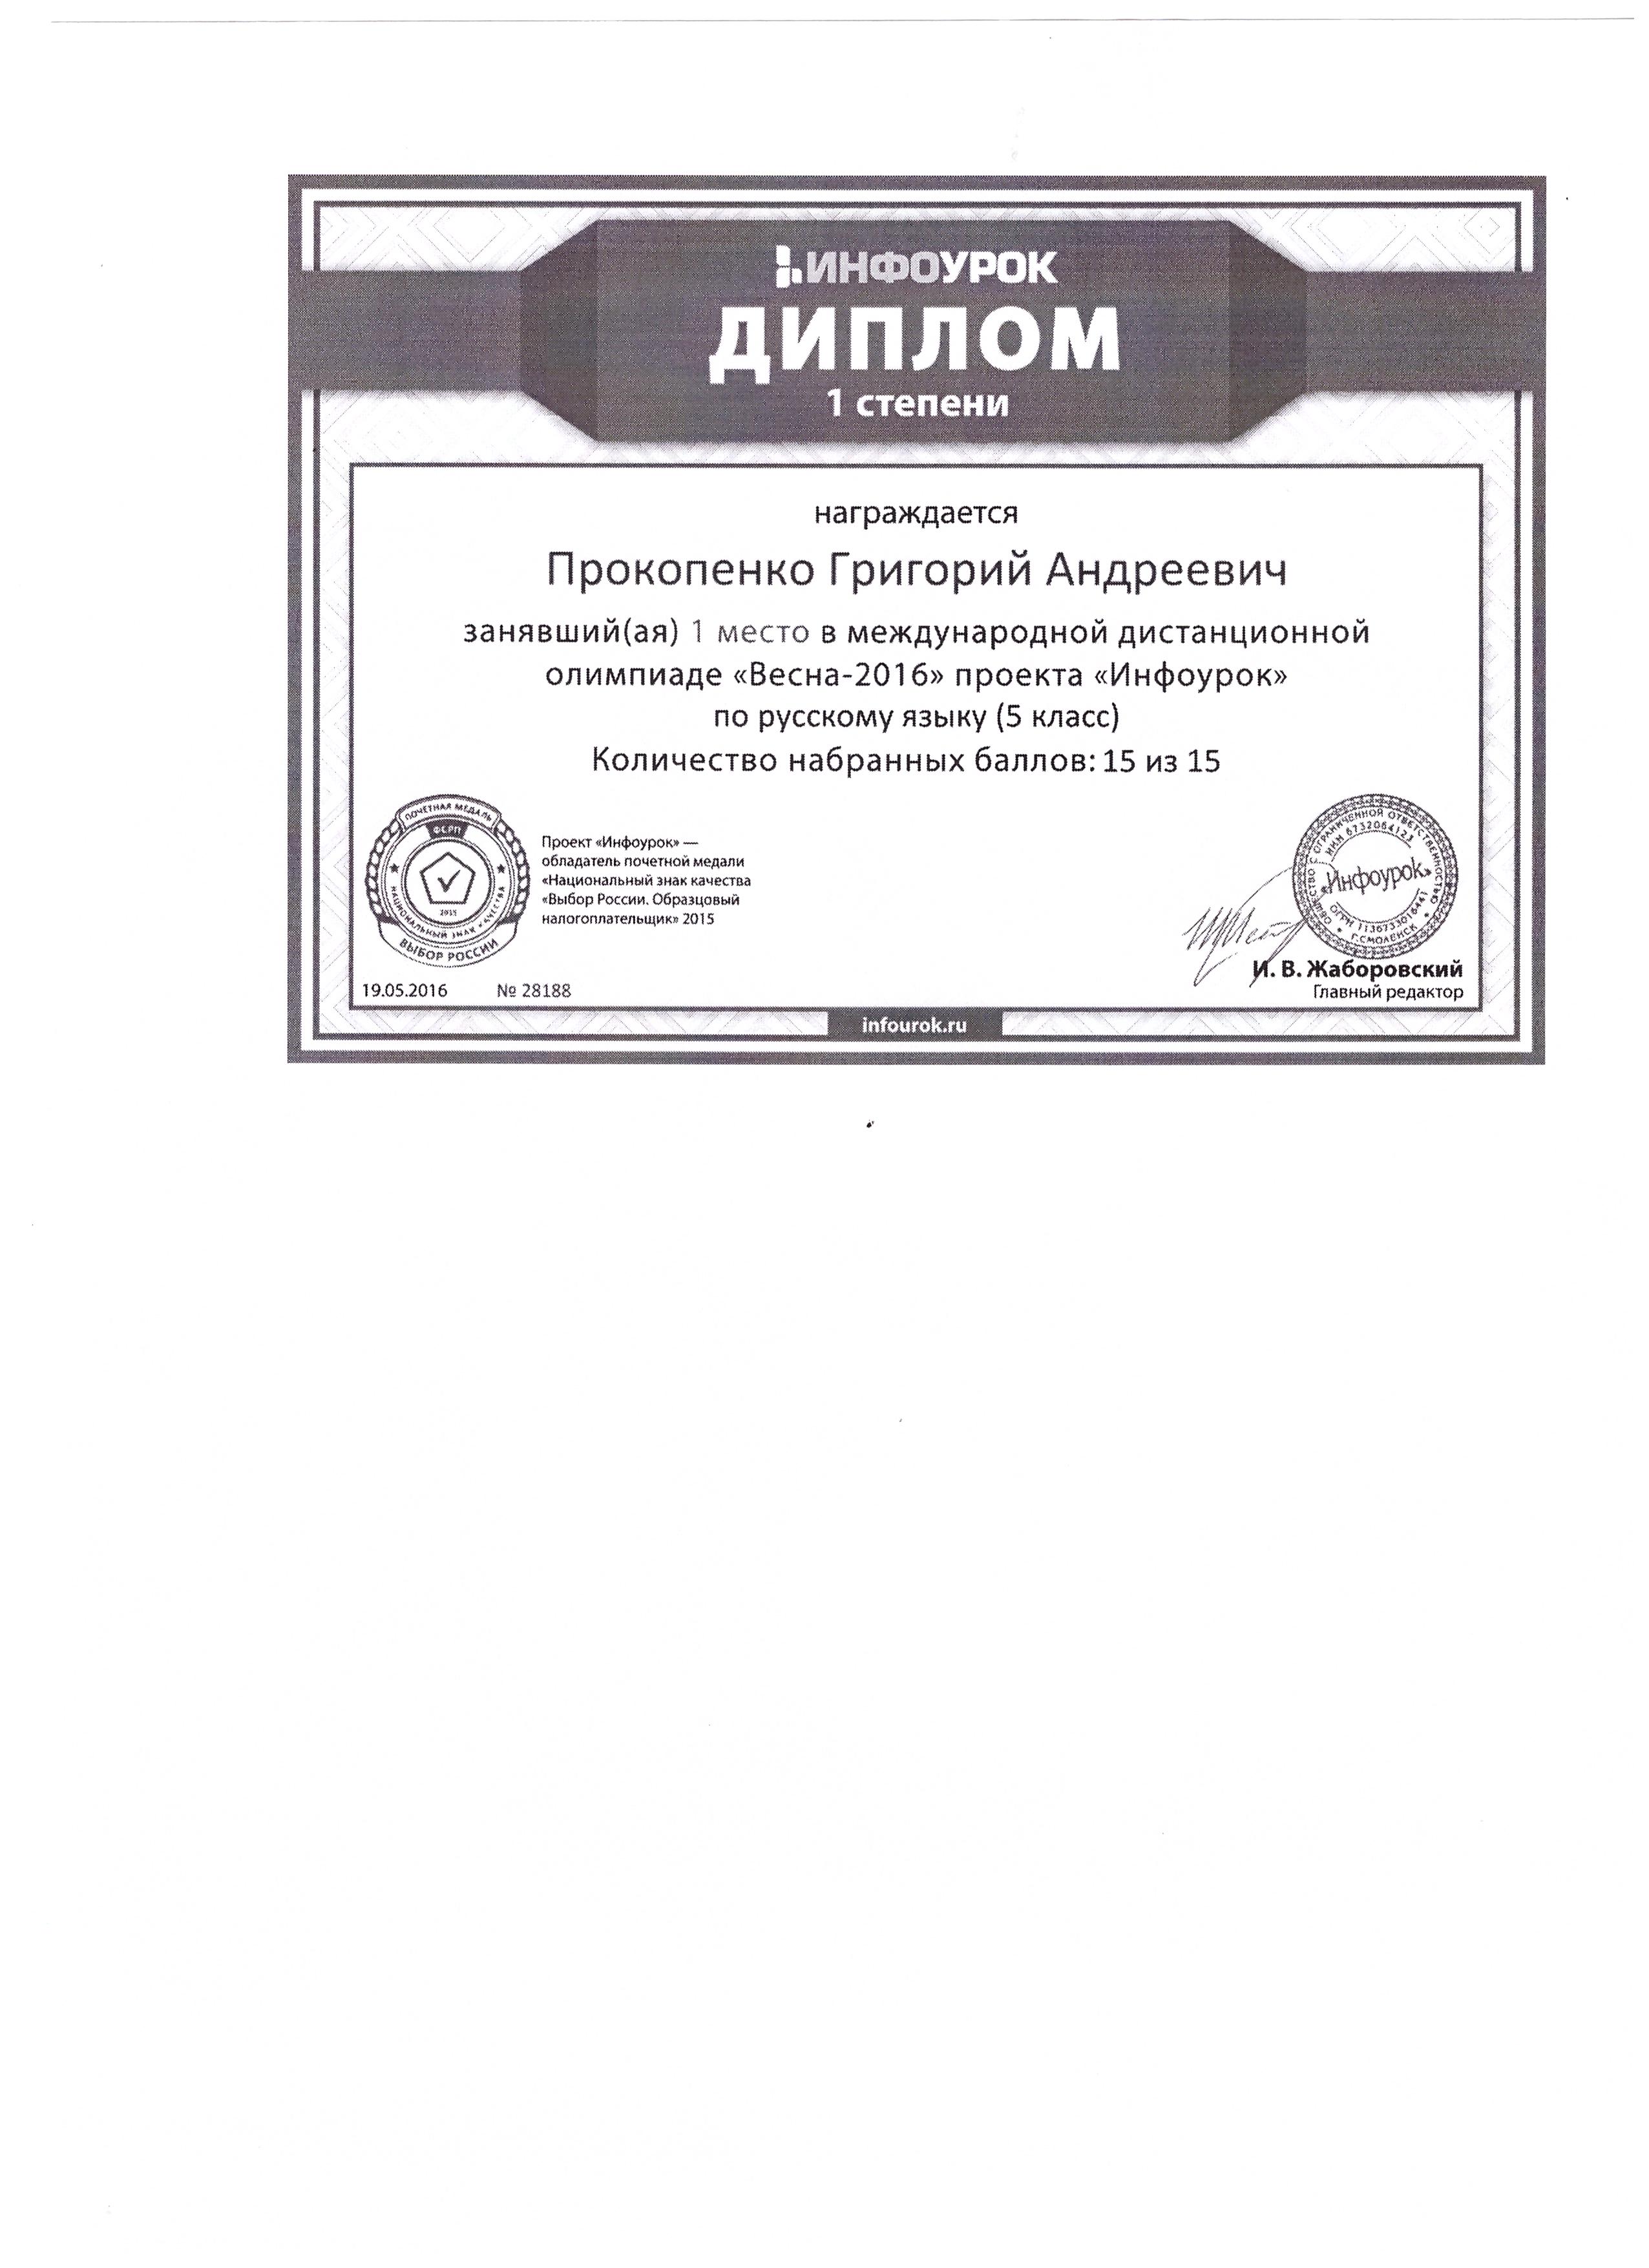 ИНФОУРОК
ДИПЛОМ
1 степени
награждается
Прокопенко Григорий Андреевич
занявший(ая) 1 место в международной дистанционной
олимпиаде «Весна-2016» проекта «Инфоурок»
по русскому языку (5 класс)
Количество набранных баллов: 15 из 15
ПОЧЕТНАЯ МЕДАЛЬ
ФСРП
2015
НАЦИОНАЛЬНЫЙ ЗНАК КАЧЕСТВА
ВЫБОР РОССИИ
Проект «Инфоурок» —
обладатель почетной медали
«Национальный знак качества
«Выбор России. Образцовый
налогоплательщик» 2015
ОБЩЕСТВО С ОГРАНИЧЕННОЙ ОТВЕТСТВЕННОСТЬЮ
ИНН 6732064123
«Инфоурок»
ОГРН 1136733016441
Г.СМОЛЕНСК
И. В. Жаборовский
Главный редактор
19.05.2016 № 28188
infourok.ru